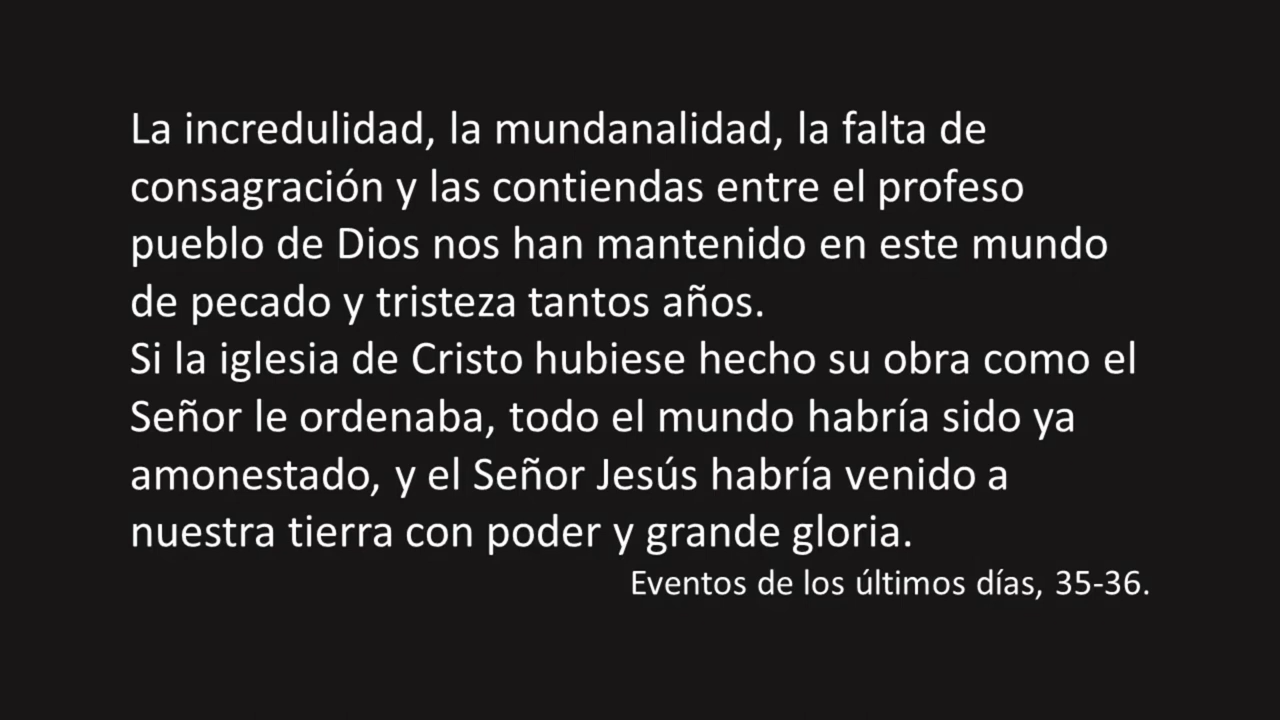 La incredulidad, la mundanalidad, la falta de
consagración y las contiendas entre el profeso
pueblo de Dios nos han mantenido en este mundo
de pecado y tristeza tantos años.
Si la iglesia de Cristo hubiese hecho su obra como el
Señor le ordenaba, todo el mundo habría sido ya
amonestado, y el Señor Jesús habría venido a
nuestra tierra con poder y grande gloria.
Eventos de los últimos días, 35-36.